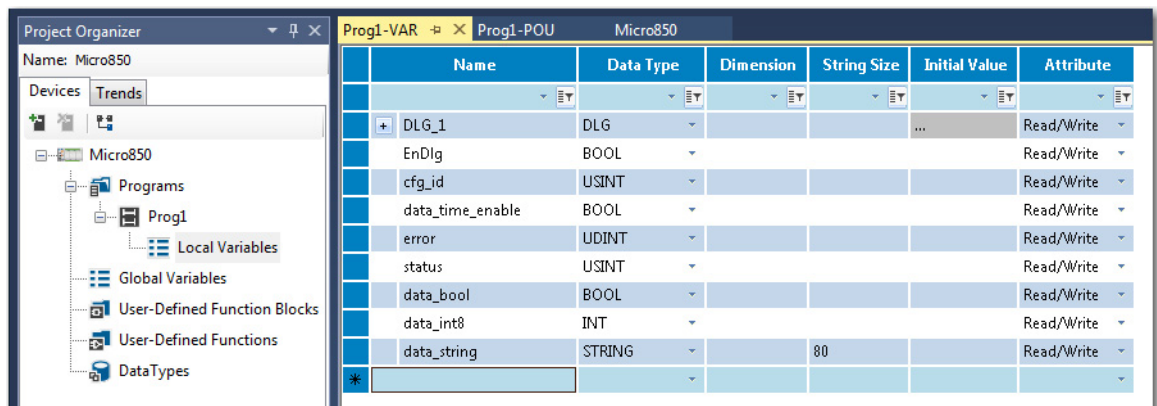 Project Organizer
Name: Micro850
Devices Trends
Micro850
Programs
Prog1
Local Variables
Global Variables
User-Defined Function Blocks
User-Defined Functions
DataTypes
Prog1-VAR Prog1-POU Micro850
Name Data Type Dimension String Size Initial Value Attribute
+ DLG_1 DLG ... Read/Write
EnDlg BOOL Read/Write
cfg_id USINT Read/Write
data_time_enable BOOL Read/Write
error UDINT Read/Write
status USINT Read/Write
data_bool BOOL Read/Write
data_int8 INT Read/Write
data_string STRING 80 Read/Write
*